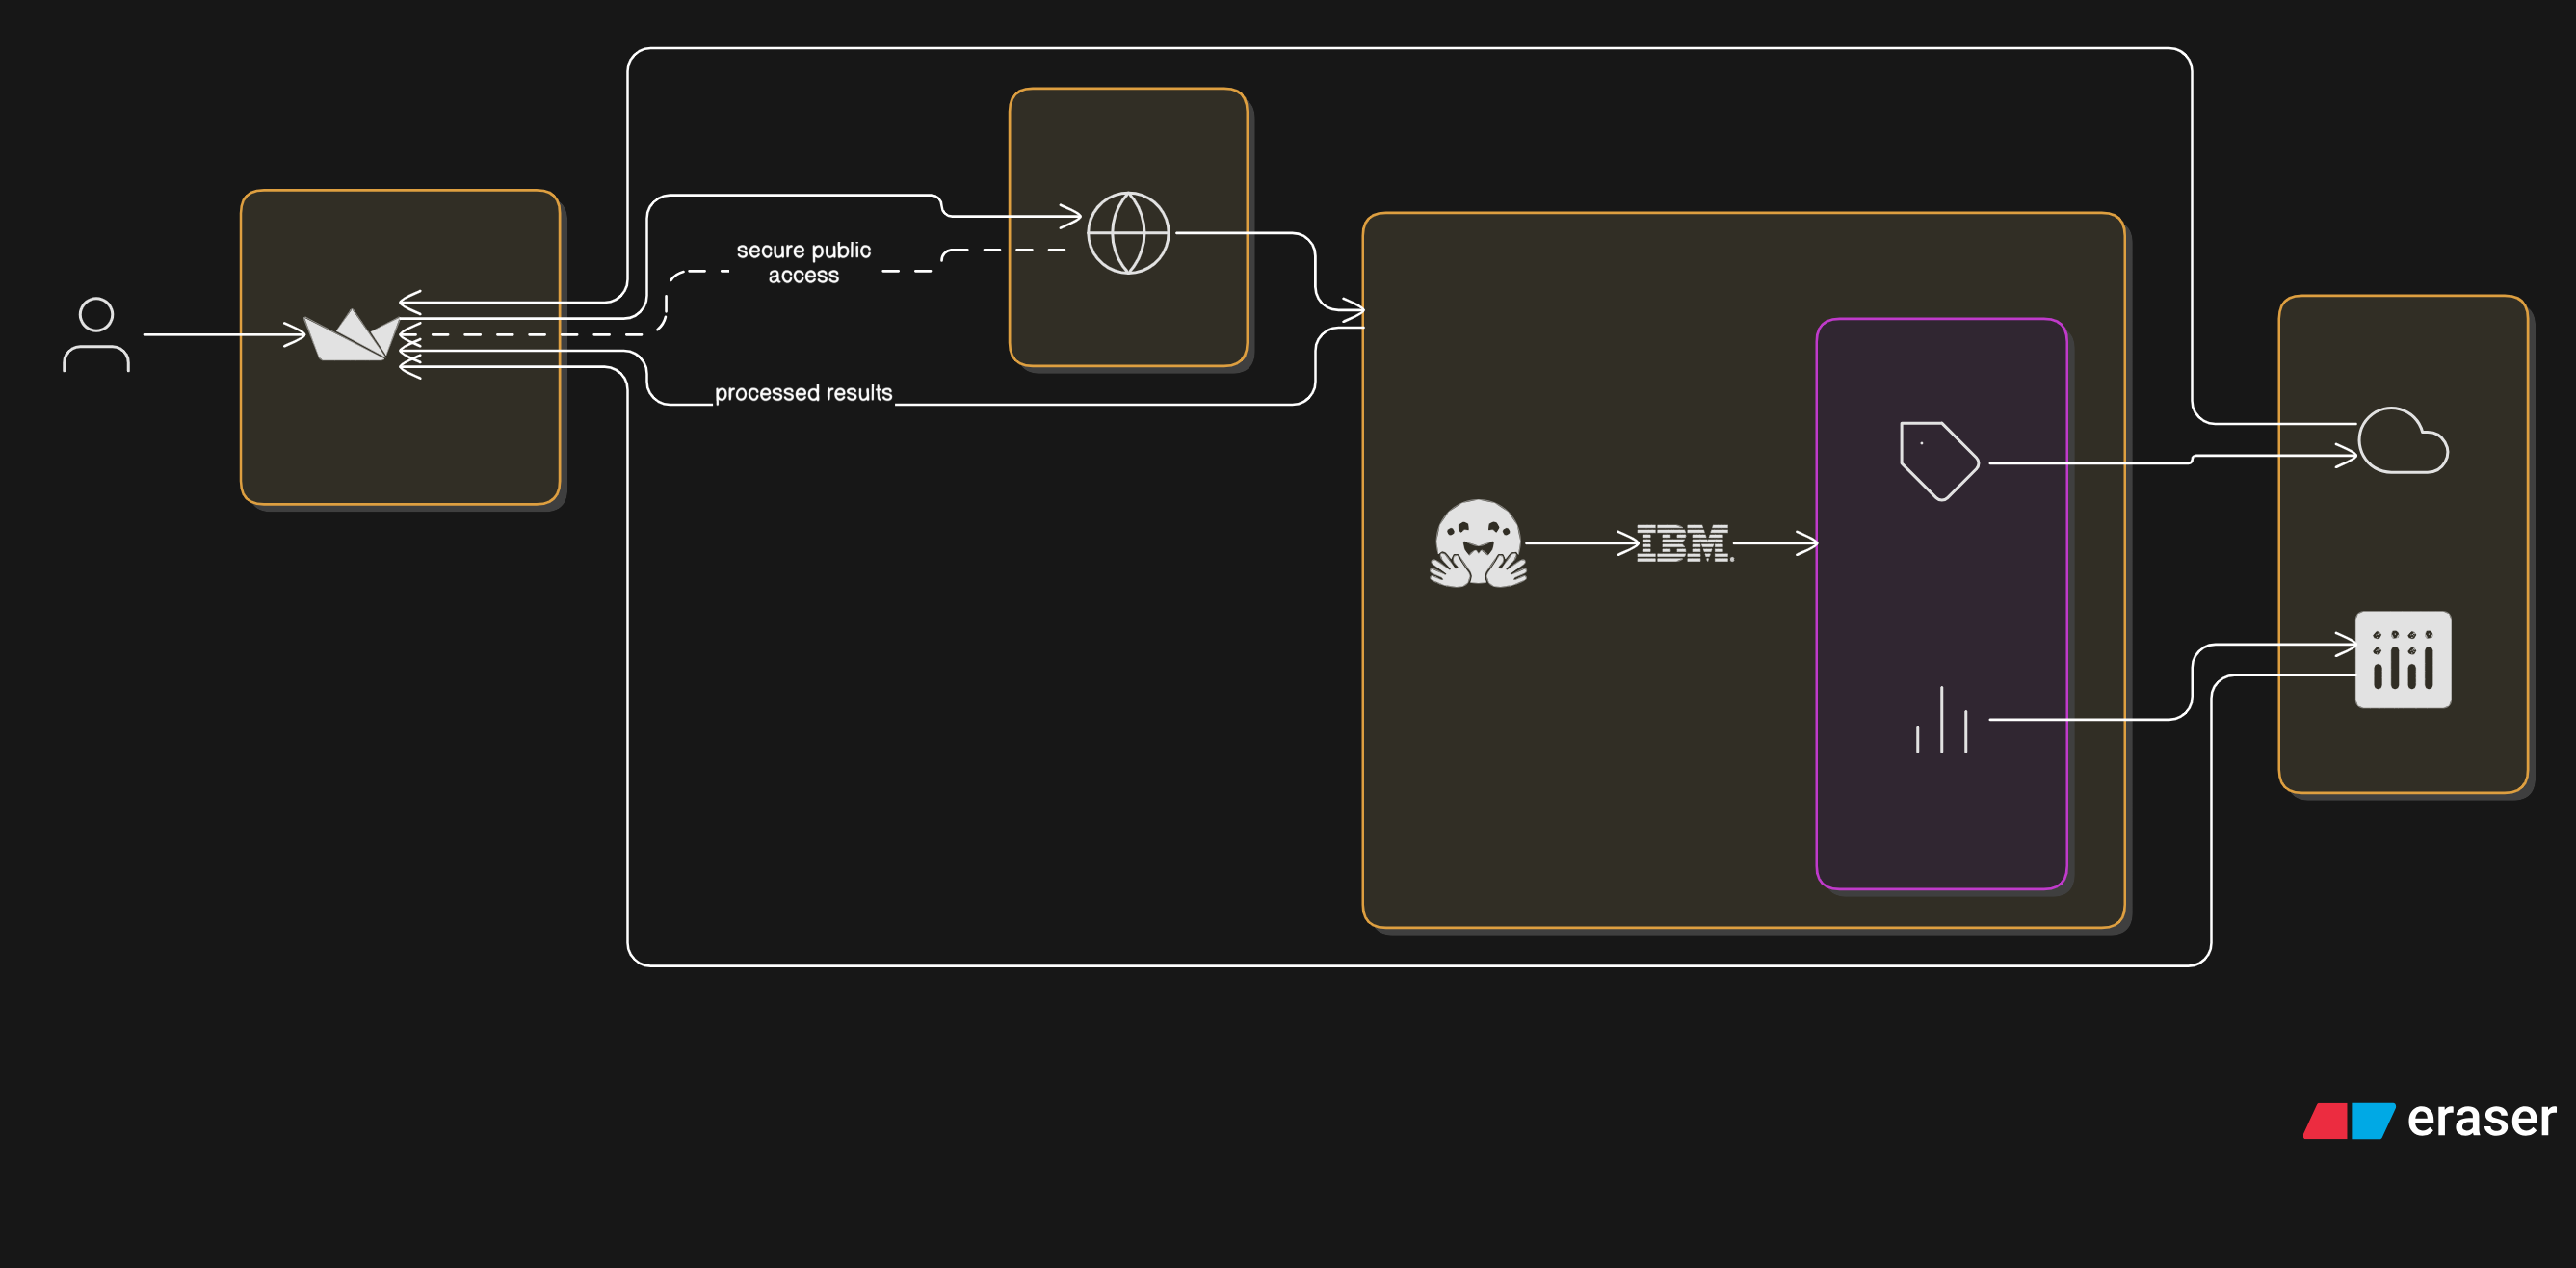 secure public
access
processed results
IBM
eraser